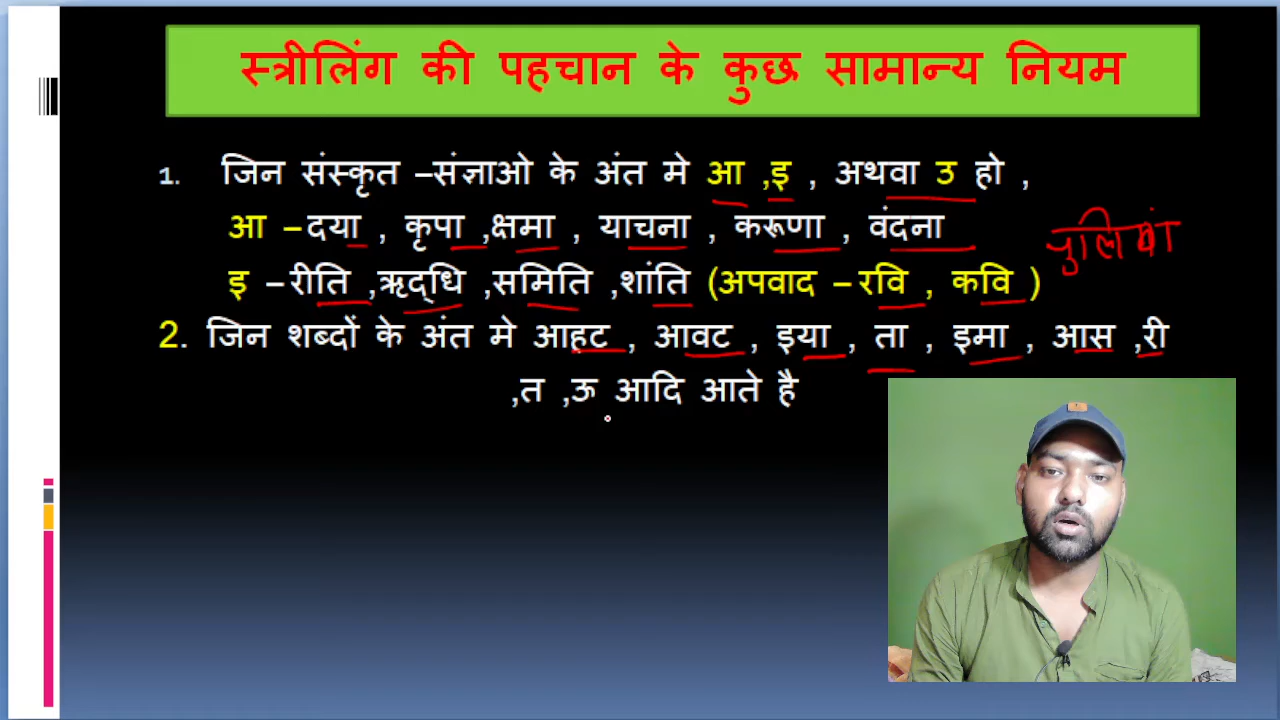 स्त्रीलिंग की पहचान के कुछ सामान्य नियम
1. जिन संस्कृत –संज्ञाओ के अंत मे आ ,इ , अथवा उ हो ,
आ – दया , कृपा ,क्षमा , याचना , करूणा , वंदना
पुलिंग
इ –रीति ,ऋद्धि ,समिति ,शांति (अपवाद – रवि , कवि )
2. जिन शब्दों के अंत मे आहट , आवट , इया , ता , इमा , आस ,री
,त ,ऊ आदि आते है